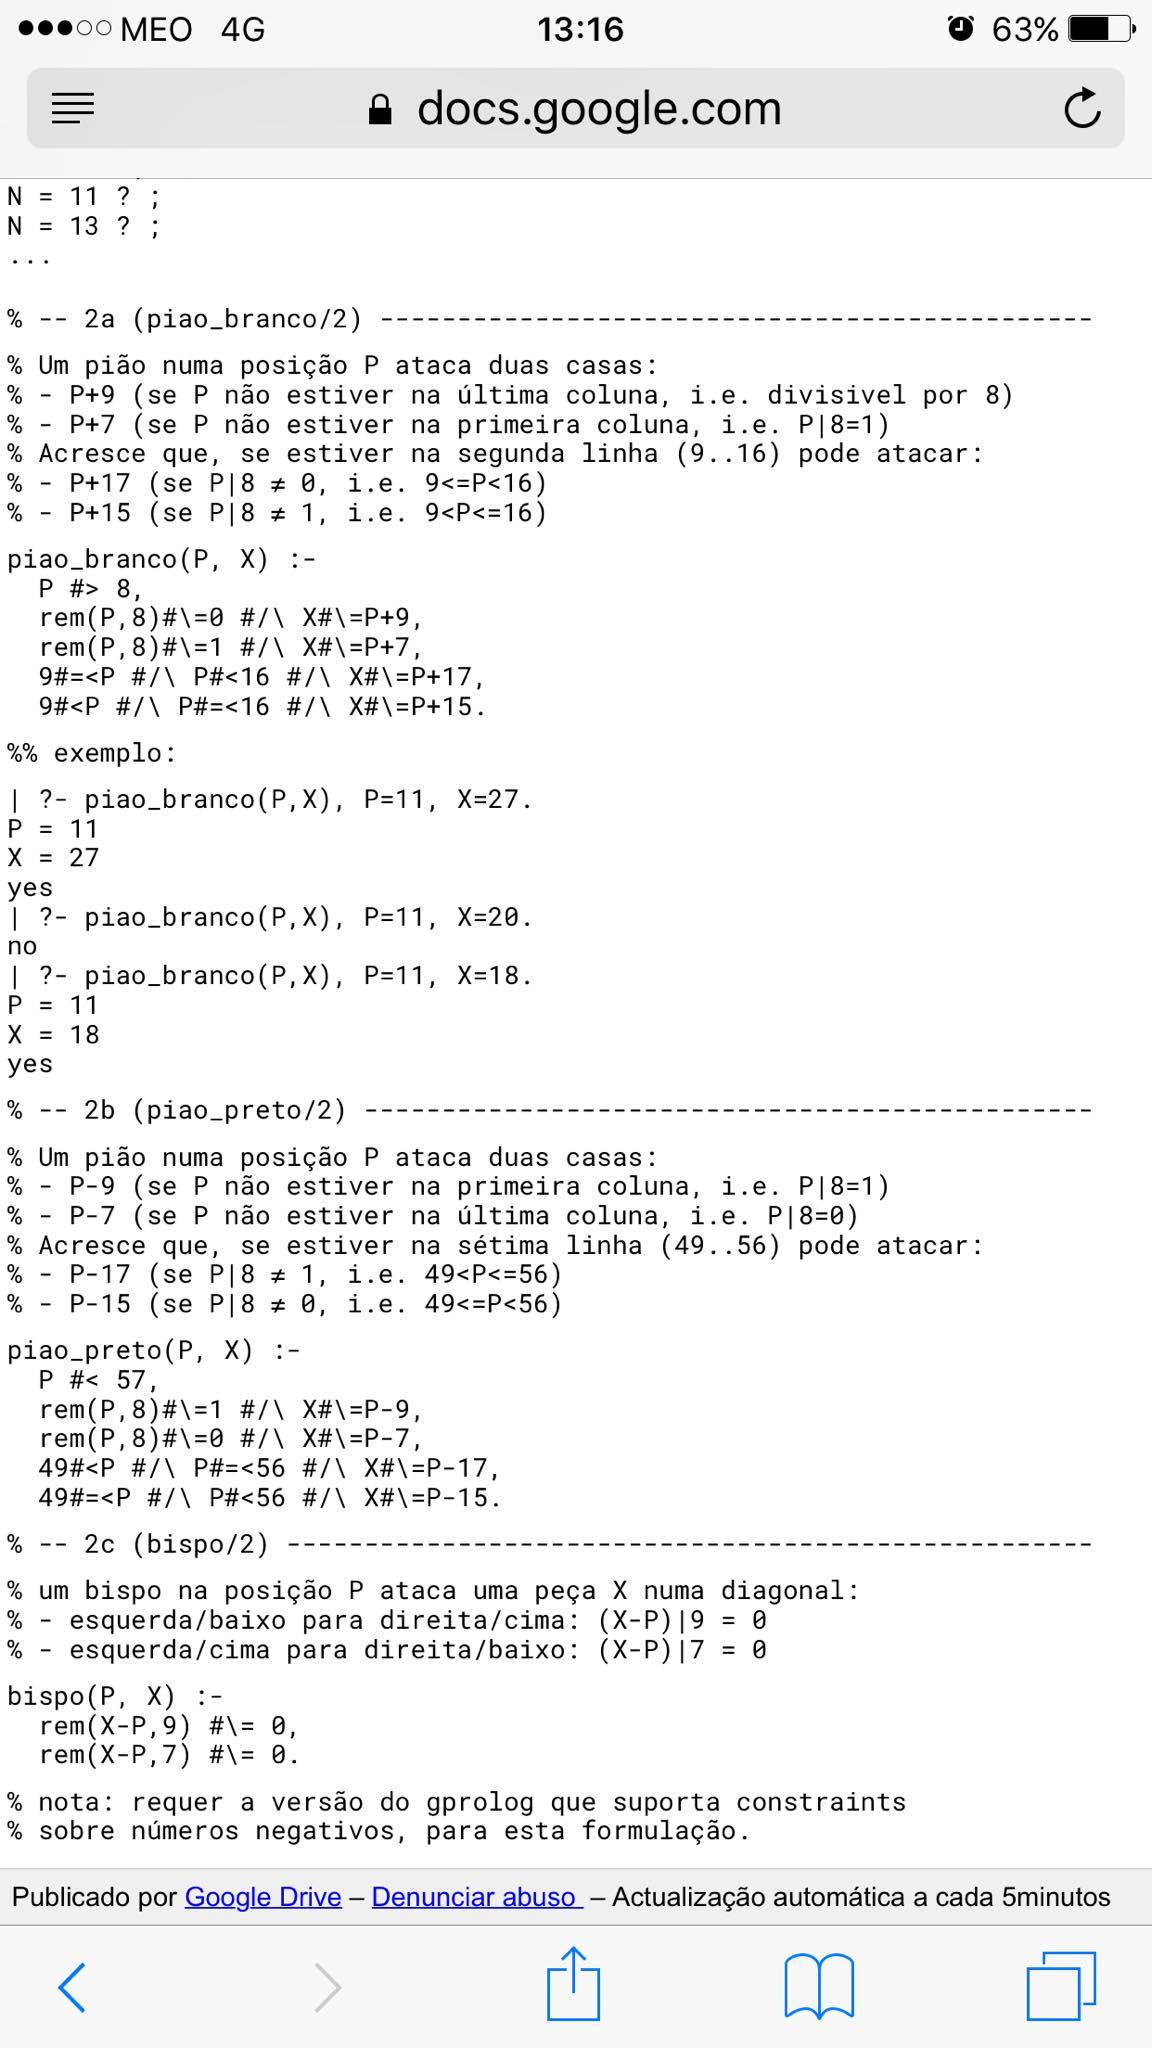 MEO 4G 13:16 63%
docs.google.com
N = 11 ? ;
N = 13 ? ;
...
% -- 2a (piao_branco/2) ----------------------------------------------
% Um pião numa posição P ataca duas casas:
% - P+9 (se P não estiver na última coluna, i.e. divisivel por 8)
% - P+7 (se P não estiver na primeira coluna, i.e. P|8=1)
% Acresce que, se estiver na segunda linha (9..16) pode atacar:
% - P+17 (se P|8 ≠ 0, i.e. 9<=P<16)
% - P+15 (se P|8 ≠ 1, i.e. 9<P<=16)
piao_branco(P, X) :-
  P #> 8,
  rem(P,8)#\=0 #/\ X#\=P+9,
  rem(P,8)#\=1 #/\ X#\=P+7,
  9#=<P #/\ P#<16 #/\ X#\=P+17,
  9#<P #/\ P#=<16 #/\ X#\=P+15.
%% exemplo:
| ?- piao_branco(P,X), P=11, X=27.
P = 11
X = 27
yes
| ?- piao_branco(P,X), P=11, X=20.
no
| ?- piao_branco(P,X), P=11, X=18.
P = 11
X = 18
yes
% -- 2b (piao_preto/2) -----------------------------------------------
% Um pião numa posição P ataca duas casas:
% - P-9 (se P não estiver na primeira coluna, i.e. P|8=1)
% - P-7 (se P não estiver na última coluna, i.e. P|8=0)
% Acresce que, se estiver na sétima linha (49..56) pode atacar:
% - P-17 (se P|8 ≠ 1, i.e. 49<P<=56)
% - P-15 (se P|8 ≠ 0, i.e. 49<=P<56)
piao_preto(P, X) :-
  P #< 57,
  rem(P,8)#\=1 #/\ X#\=P-9,
  rem(P,8)#\=0 #/\ X#\=P-7,
  49#<P #/\ P#=<56 #/\ X#\=P-17,
  49#=<P #/\ P#<56 #/\ X#\=P-15.
% -- 2c (bispo/2) ----------------------------------------------------
% um bispo na posição P ataca uma peça X numa diagonal:
% - esquerda/baixo para direita/cima: (X-P)|9 = 0
% - esquerda/cima para direita/baixo: (X-P)|7 = 0
bispo(P, X) :-
  rem(X-P,9) #\= 0,
  rem(X-P,7) #\= 0.
% nota: requer a versão do gprolog que suporta constraints
% sobre números negativos, para esta formulação.
Publicado por Google Drive – Denunciar abuso – Actualização automática a cada 5minutos